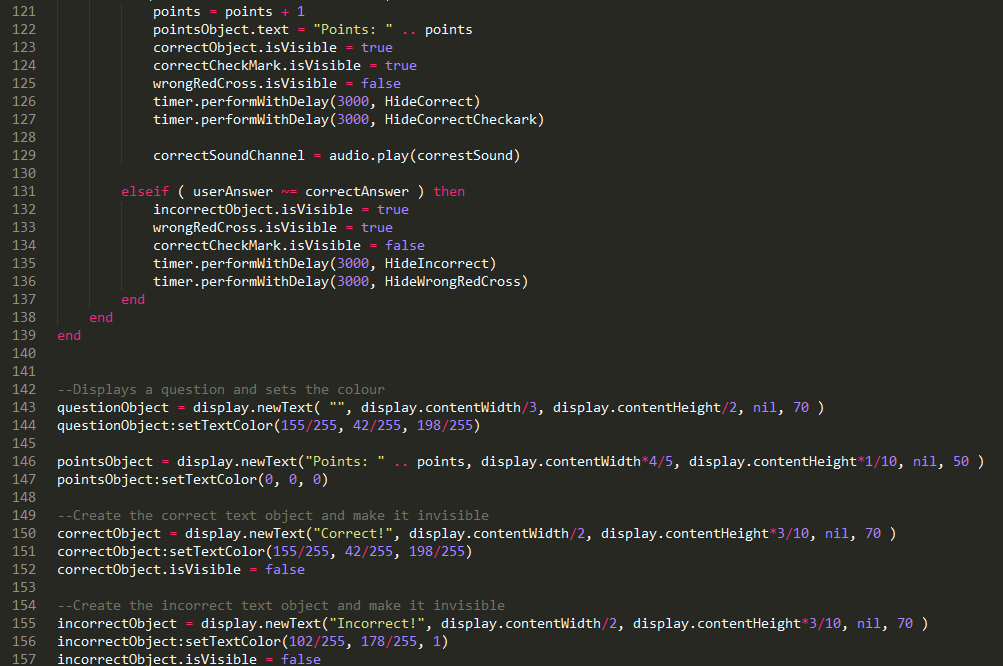 121 points = points + 1
122 pointsObject.text = "Points: " .. points
123 correctObject.isVisible = true
124 correctCheckMark.isVisible = true
125 wrongRedCross.isVisible = false
126 timer.performWithDelay(3000, HideCorrect)
127 timer.performWithDelay(3000, HideCorrectCheckark)
128
129 correctSoundChannel = audio.play(correstSound)
130
131 elseif ( userAnswer ~= correctAnswer ) then
132 incorrectObject.isVisible = true
133 wrongRedCross.isVisible = true
134 correctCheckMark.isVisible = false
135 timer.performWithDelay(3000, HideIncorrect)
136 timer.performWithDelay(3000, HideWrongRedCross)
137 end
138 end
139 end
140
141
142 --Displays a question and sets the colour
143 questionObject = display.newText( "", display.contentWidth/3, display.contentHeight/2, nil, 70 )
144 questionObject:setTextColor(155/255, 42/255, 198/255)
145
146 pointsObject = display.newText("Points: " .. points, display.contentWidth*4/5, display.contentHeight*1/10, nil, 50 )
147 pointsObject:setTextColor(0, 0, 0)
148
149 --Create the correct text object and make it invisible
150 correctObject = display.newText("Correct!", display.contentWidth/2, display.contentHeight*3/10, nil, 70 )
151 correctObject:setTextColor(155/255, 42/255, 198/255)
152 correctObject.isVisible = false
153
154 --Create the incorrect text object and make it invisible
155 incorrectObject = display.newText("Incorrect!", display.contentWidth/2, display.contentHeight*3/10, nil, 70 )
156 incorrectObject:setTextColor(102/255, 178/255, 1)
157 incorrectObject.isVisible = false